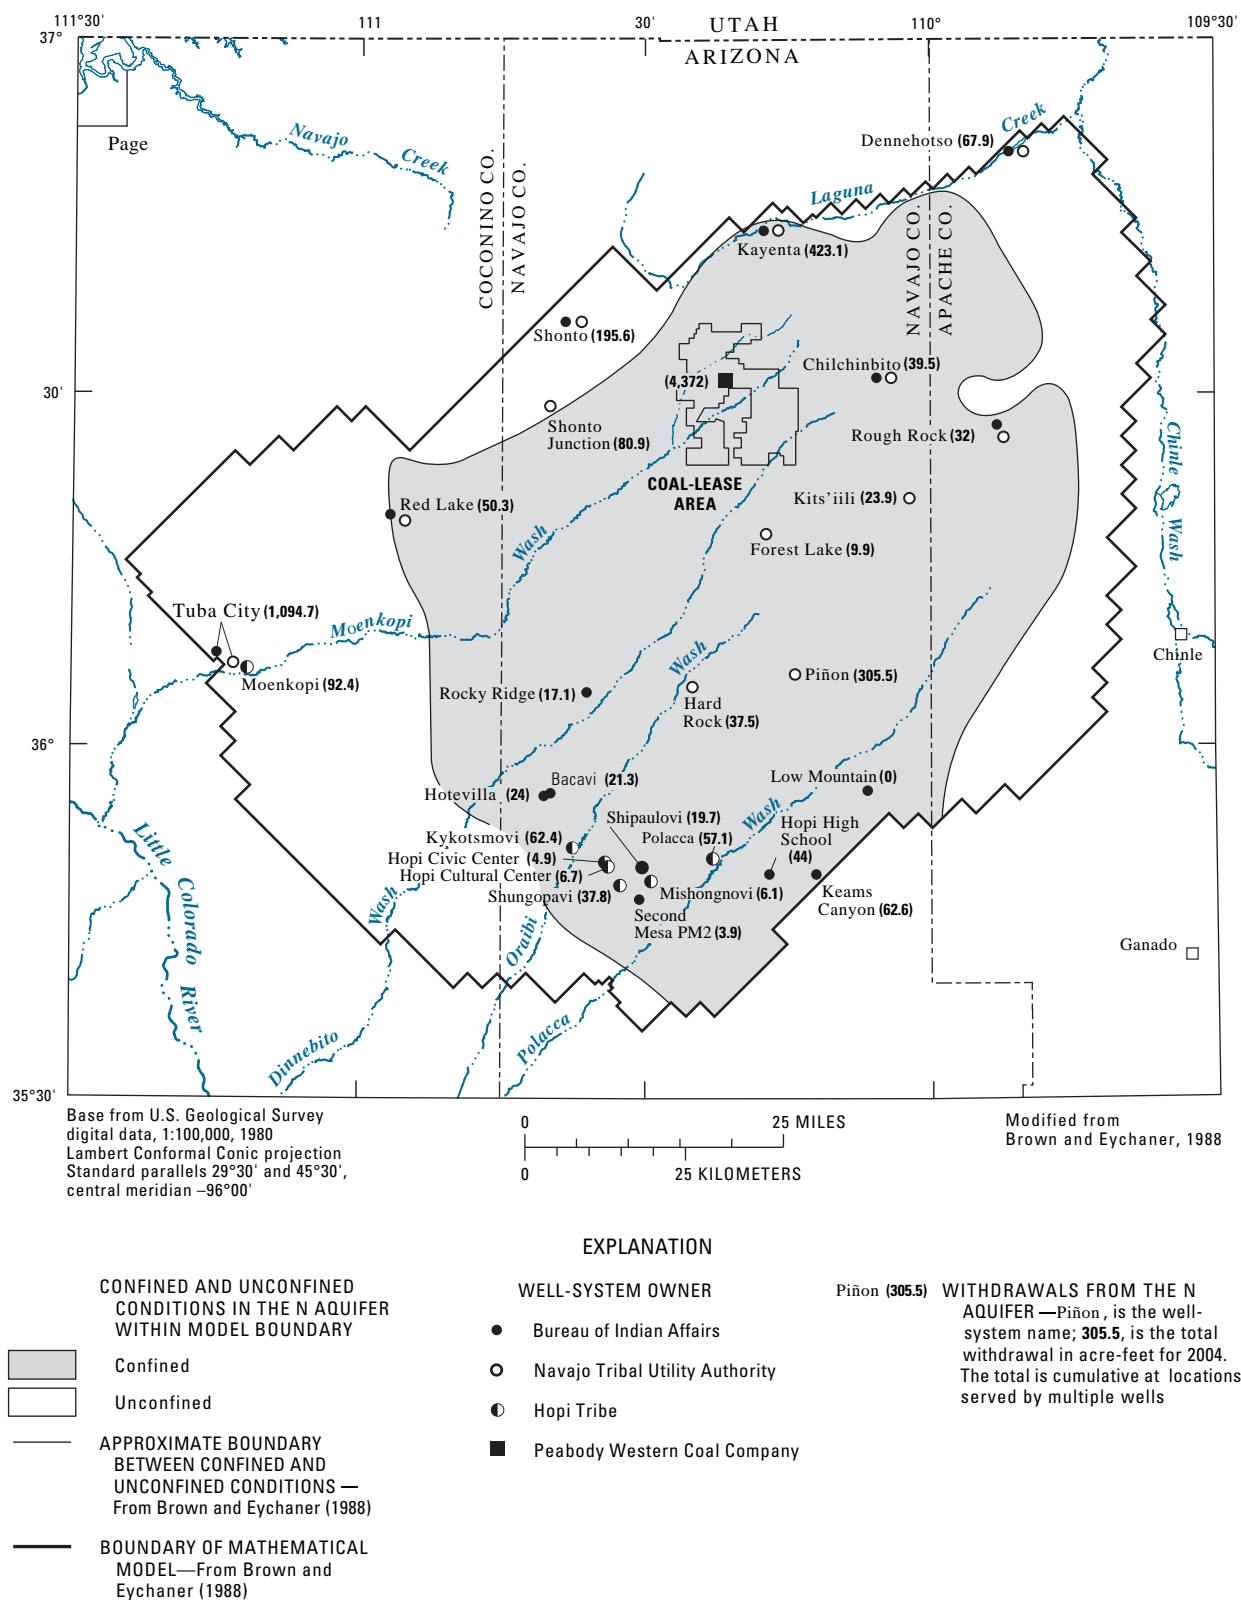 111°30'
111
30'
110°
109°30'
37°
UTAH
ARIZONA
Page
Navajo
Creek
COCONINO CO.
NAVAJO CO.
Dennehotso (67.9)
Creek
Laguna
Kayenta (423.1)
NAVAJO CO.
APACHE CO.
Shonto (195.6)
Chilchinbito (39.5)
(4,372)
30'
Shonto
Junction (80.9)
Rough Rock (32)
COAL-LEASE
AREA
Chinle
Wash
Kits'iili (23.9)
Red Lake (50.3)
Wash
Forest Lake (9.9)
Tuba City (1,094.7)
Moenkopi
Chinle
Wash
Moenkopi (92.4)
Piñon (305.5)
Rocky Ridge (17.1)
Hard
Rock (37.5)
36°
Bacavi (21.3)
Low Mountain (0)
Hotevilla (24)
Wash
Shipaulovi (19.7)
Hopi High
School
(44)
Kykotsmovi (62.4)
Polacca (57.1)
Hopi Civic Center (4.9)
Hopi Cultural Center (6.7)
Little
Colorado
River
Wash
Shungopavi (37.8)
Mishongnovi (6.1)
Keams
Canyon (62.6)
Second
Mesa PM2 (3.9)
Ganado
Oraibi
Polacca
Dinnebito
35°30'
Base from U.S. Geological Survey
digital data, 1:100,000, 1980
Lambert Conformal Conic projection
Standard parallels 29°30' and 45°30',
central meridian –96°00'
0
25 MILES
0
25 KILOMETERS
Modified from
Brown and Eychaner, 1988
EXPLANATION
CONFINED AND UNCONFINED
CONDITIONS IN THE N AQUIFER
WITHIN MODEL BOUNDARY
Confined
Unconfined
APPROXIMATE BOUNDARY
BETWEEN CONFINED AND
UNCONFINED CONDITIONS —
From Brown and Eychaner (1988)
BOUNDARY OF MATHEMATICAL
MODEL—From Brown and
Eychaner (1988)
WELL-SYSTEM OWNER
Bureau of Indian Affairs
Navajo Tribal Utility Authority
Hopi Tribe
Peabody Western Coal Company
Piñon (305.5)
WITHDRAWALS FROM THE N
AQUIFER —Piñon, is the well-
system name; 305.5, is the total
withdrawal in acre-feet for 2004.
The total is cumulative at locations
served by multiple wells